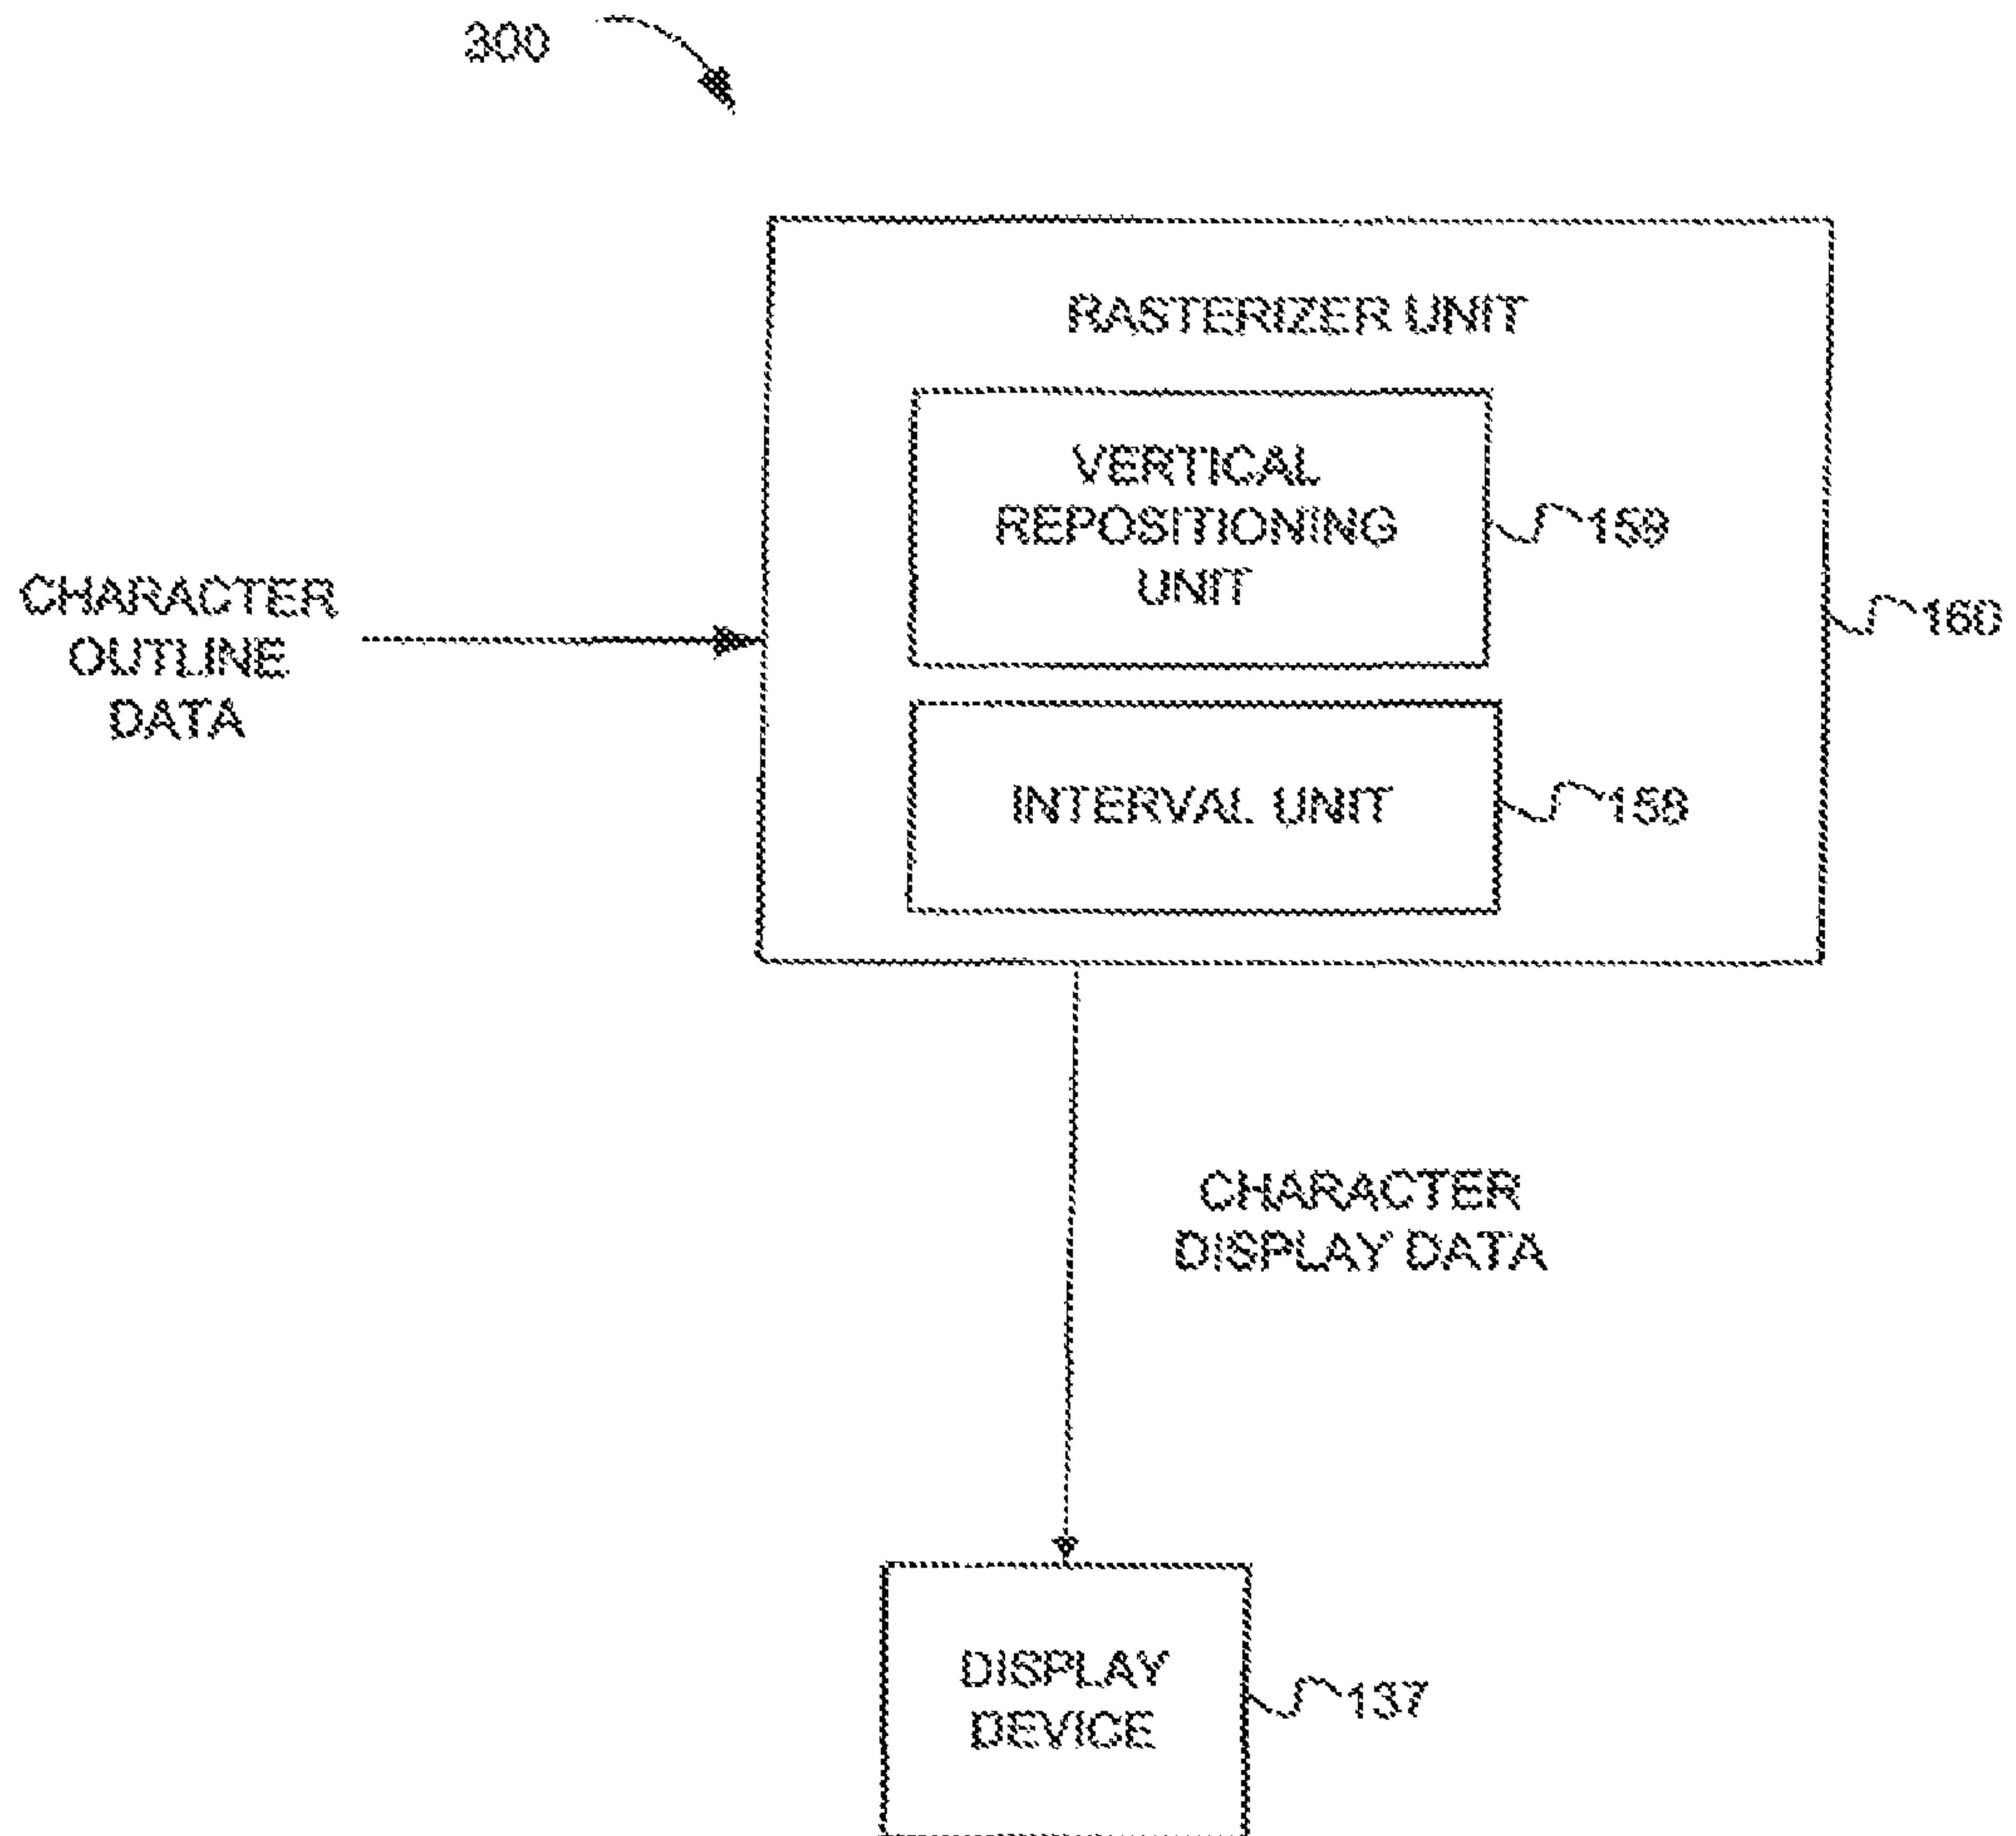 300
RASTERIZER UNIT
VERTICAL
REPOSITIONING
UNIT
159
160
CHARACTER
OUTLINE
DATA
INTERVAL UNIT
CHARACTER
DISPLAY DATA
DISPLAY
DEVICE
137